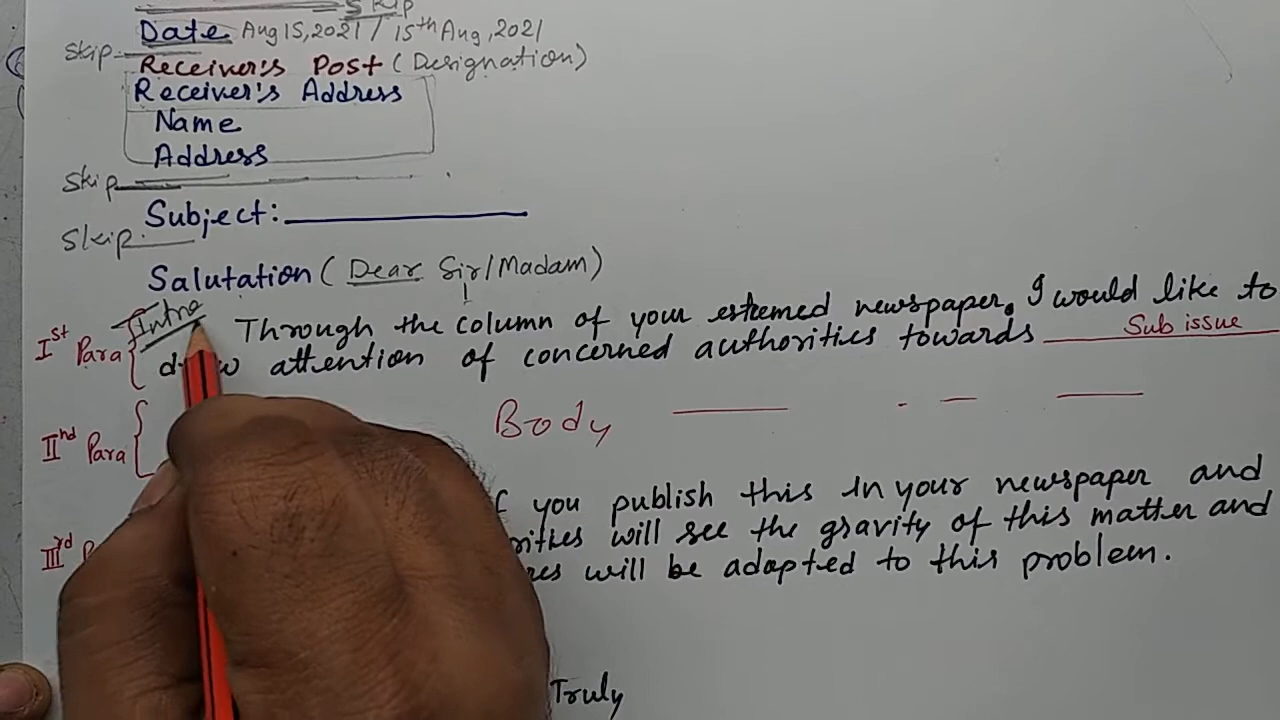 Skip
Date Aug 15, 2021 / 15th Aug, 2021
Skip
Receiver's Post (Designation)
Receiver's Address
Name
Address
Skip
Subject:
Skip
Salutation (Dear Sir/Madam)
Intro
Ist Para Through the column of your esteemed newspaper, I would like to
attention of concerned authorities towards Sub issue
IInd Para Body
you publish this in your newspaper and
IIIrd will see the gravity of this matter and
will be adapted to this problem.
Truly